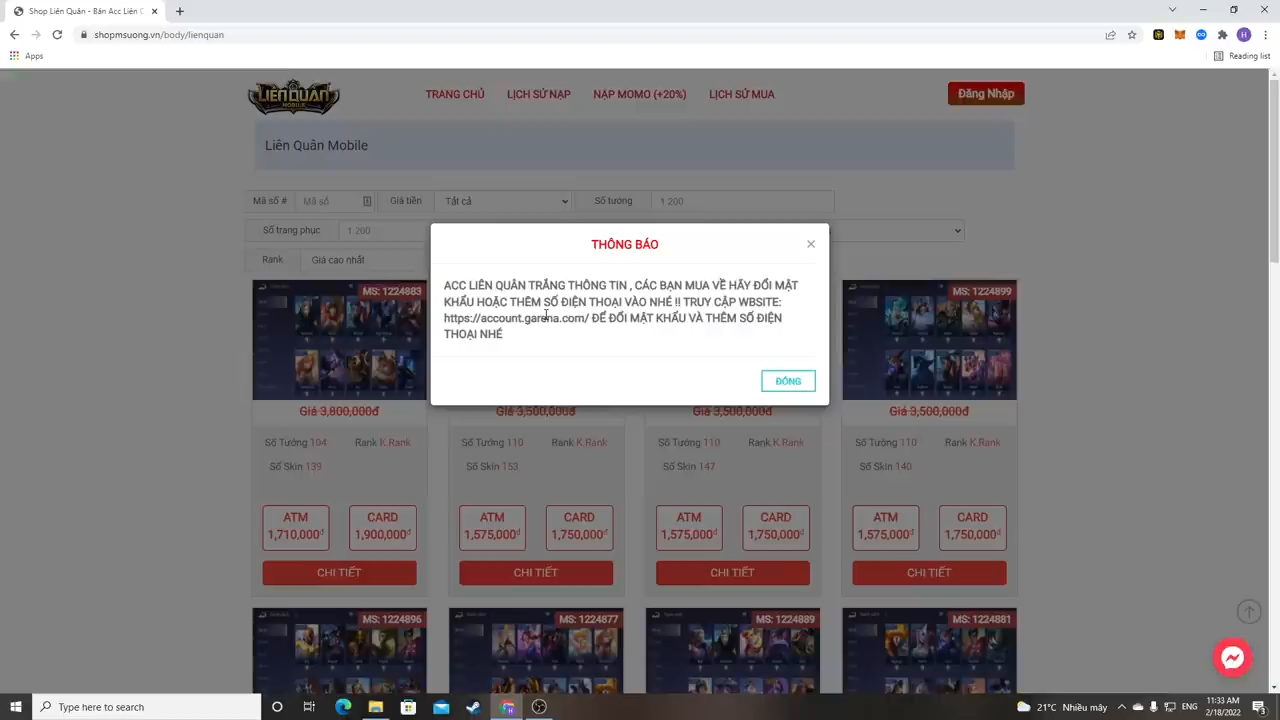 Shop Liên Quân - Bán Acc Liên C
shopmsuong.vn/body/lienquan
Apps
Reading list
LIÊN QUÂN
MOBILE
TRANG CHỦ
LỊCH SỬ NẠP
NẠP MOMO (+20%)
LỊCH SỬ MUA
Đăng Nhập
Liên Quân Mobile
Mã số #
Mã số
Giá tiền
Tất cả
Số tướng
1 200
Số trang phục
1 200
Rank
Giá cao nhất
THÔNG BÁO
ACC LIÊN QUÂN TRẮNG THÔNG TIN , CÁC BẠN MUA VỀ HÃY ĐỔI MẬT
KHẨU HOẶC THÊM SỐ ĐIỆN THOẠI VÀO NHÉ !! TRUY CẬP WBSITE:
https://account.garena.com/ ĐỂ ĐỔI MẬT KHẨU VÀ THÊM SỐ ĐIỆN
THOẠI NHÉ
ĐÓNG
MS: 1224883
MS: 1224899
Giá 3,800,000đ
Giá 3,500,000đ
Giá 3,500,000đ
Giá 3,500,000đ
Số Tướng 104
Rank K.Rank
Số Tướng 110
Rank K.Rank
Số Tướng 110
Rank K.Rank
Số Tướng 110
Rank K.Rank
Số Skin 139
Số Skin 153
Số Skin 147
Số Skin 140
ATM
CARD
ATM
CARD
ATM
CARD
ATM
CARD
1,710,000đ
1,900,000đ
1,575,000đ
1,750,000đ
1,575,000đ
1,750,000đ
1,575,000đ
1,750,000đ
CHI TIẾT
CHI TIẾT
CHI TIẾT
CHI TIẾT
MS: 1224896
MS: 1224877
MS: 1224889
MS: 1224881
Type here to search
21°C Nhiều mây
11:33 AM
2/18/2022